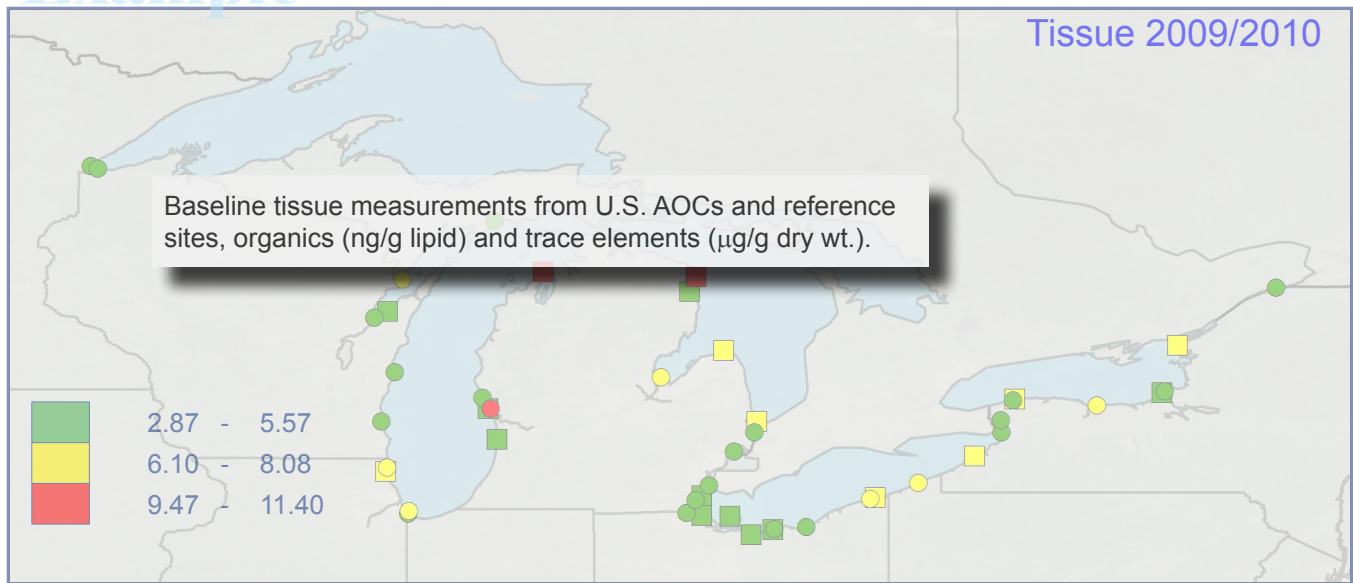 Example
Tissue 2009/2010
Baseline tissue measurements from U.S. AOCs and reference
sites, organics (ng/g lipid) and trace elements (μg/g dry wt.).
2.87 - 5.57
6.10 - 8.08
9.47 - 11.40